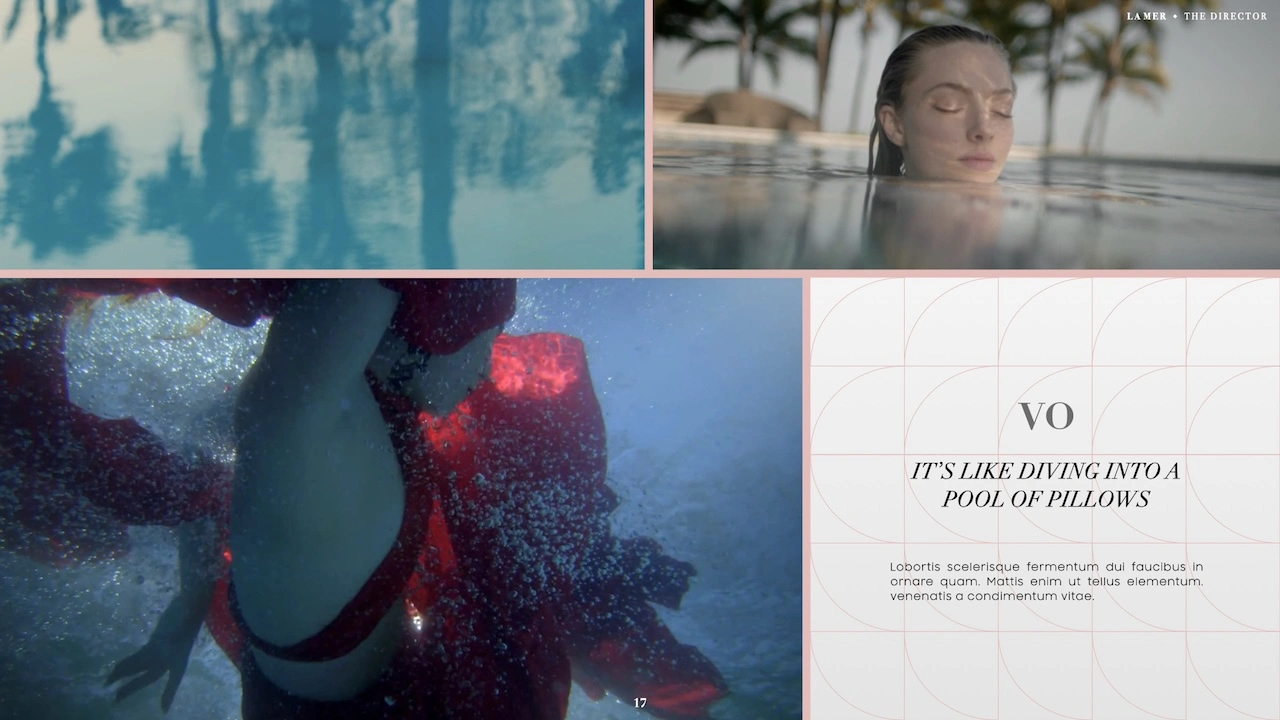 LA MER • THE DIRECTOR
VO
IT’S LIKE DIVING INTO A
POOL OF PILLOWS
Lobortis scelerisque fermentum dui faucibus in
ornare quam. Mattis enim ut tellus elementum.
venenatis a condimentum vitae.
17